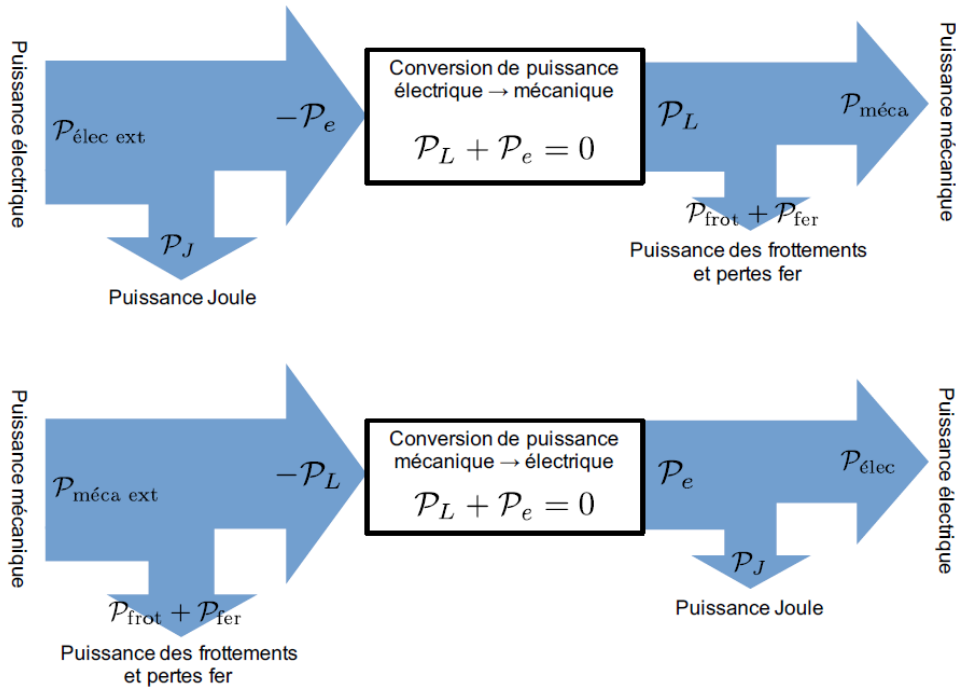 Puissance électrique
𝒫élec ext
−𝒫e
𝒫J
Puissance Joule
Conversion de puissance
électrique → mécanique
𝒫L + 𝒫e = 0
𝒫L
𝒫méca
𝒫frot + 𝒫fer
Puissance des frottements
et pertes fer
Puissance mécanique
Puissance mécanique
𝒫méca ext
−𝒫L
𝒫frot + 𝒫fer
Puissance des frottements
et pertes fer
Conversion de puissance
mécanique → électrique
𝒫L + 𝒫e = 0
𝒫e
𝒫élec
𝒫J
Puissance Joule
Puissance électrique